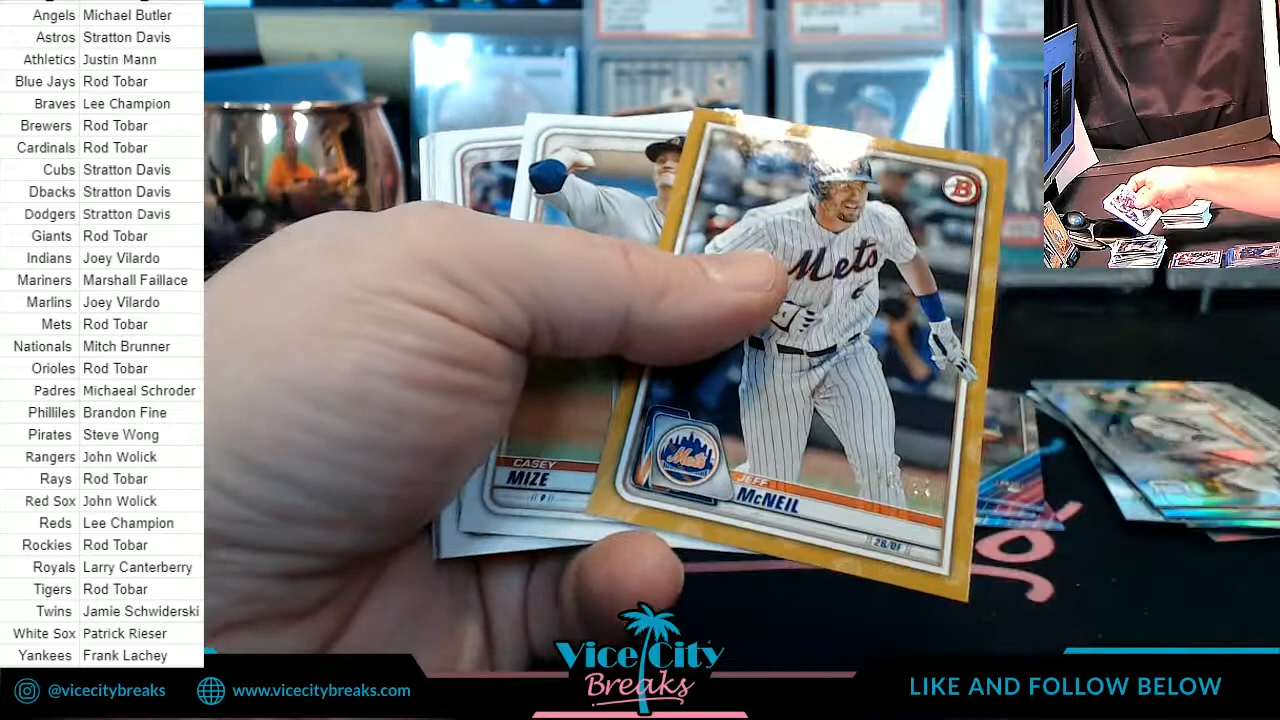 Angels Michael Butler
Astros Stratton Davis
Athletics Justin Mann
Blue Jays Rod Tobar
Braves Lee Champion
Brewers Rod Tobar
Cardinals Rod Tobar
Cubs Stratton Davis
Dbacks Stratton Davis
Dodgers Stratton Davis
Giants Rod Tobar
Indians Joey Vilardo
Mariners Marshall Faillace
Marlins Joey Vilardo
Mets Rod Tobar
Nationals Mitch Brunner
Orioles Rod Tobar
Padres Michaeal Schroder
Philliles Brandon Fine
Pirates Steve Wong
Rangers John Wolick
Rays Rod Tobar
Red Sox John Wolick
Reds Lee Champion
Rockies Rod Tobar
Royals Larry Canterberry
Tigers Rod Tobar
Twins Jamie Schwiderski
White Sox Patrick Rieser
Yankees Frank Lachey
B
Mets
Mets
CASEY
MIZE
P
JEFF
McNEIL
2B/OF
@vicecitybreaks
www.vicecitybreaks.com
Vice City
Breaks
LIKE AND FOLLOW BELOW